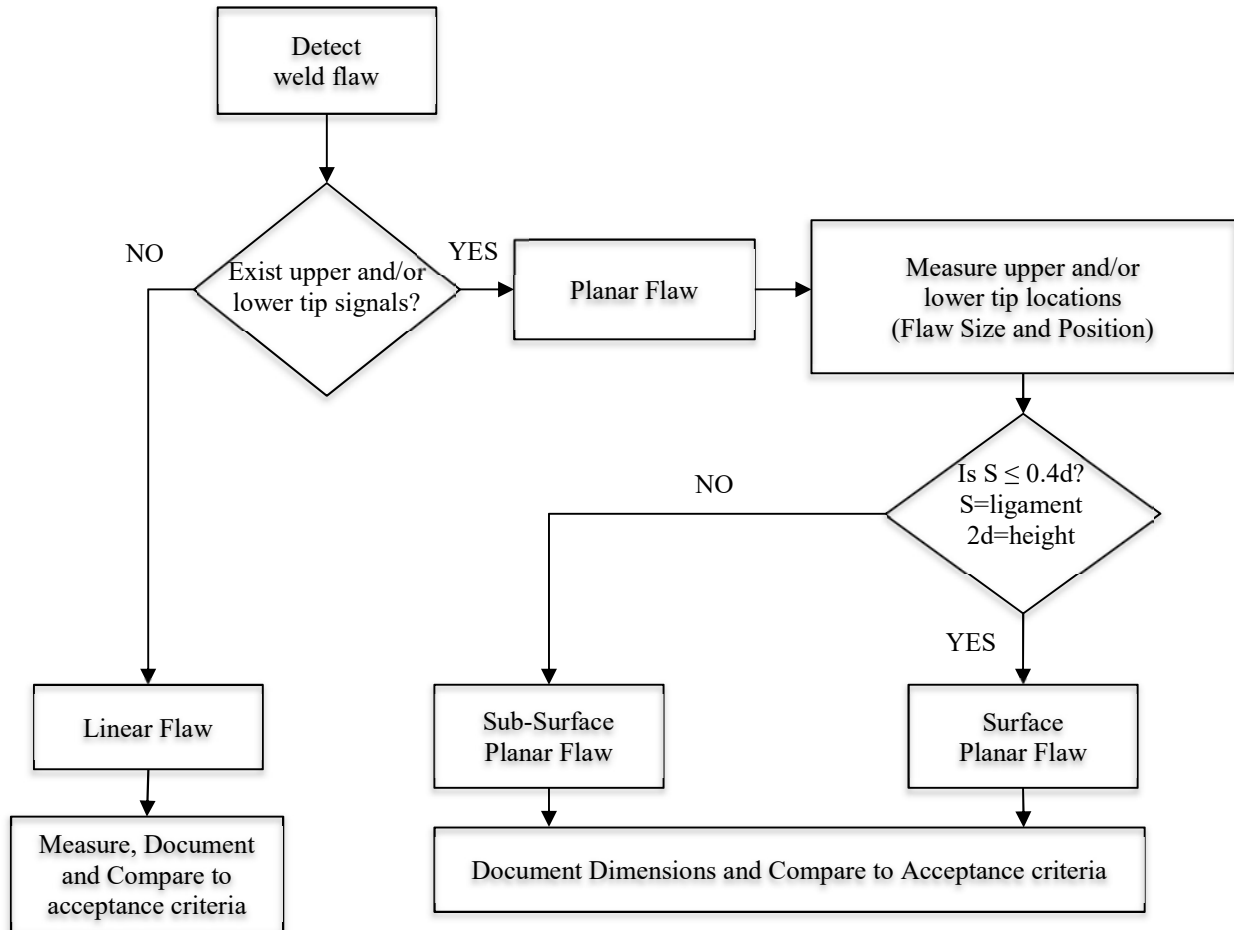 Detect
weld flaw
NO
YES
Exist upper and/or
lower tip signals?
Planar Flaw
Measure upper and/or
lower tip locations
(Flaw Size and Position)
NO
Is S ≤ 0.4d?
S=ligament
2d=height
YES
Linear Flaw
Sub-Surface
Planar Flaw
Surface
Planar Flaw
Measure, Document
and Compare to
acceptance criteria
Document Dimensions and Compare to Acceptance criteria